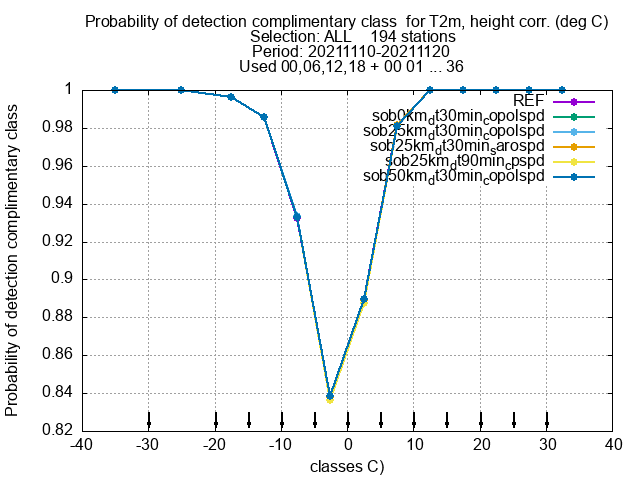 Probability of detection complimentary class  for T2m, height corr. (deg C)
Selection: ALL    194 stations
Period: 20211110-20211120
Used 00,06,12,18 + 00 01 ... 36
Probability of detection complimentary class
1
0.98
0.96
0.94
0.92
0.9
0.88
0.86
0.84
0.82
REF
sob0km_dt30min_copolspd
sob25km_dt30min_copolspd
sob25km_dt30min_sarospd
sob25km_dt90min_cpspd
sob50km_dt30min_copolspd
-40 -30 -20 -10 0 10 20 30 40
classes C)